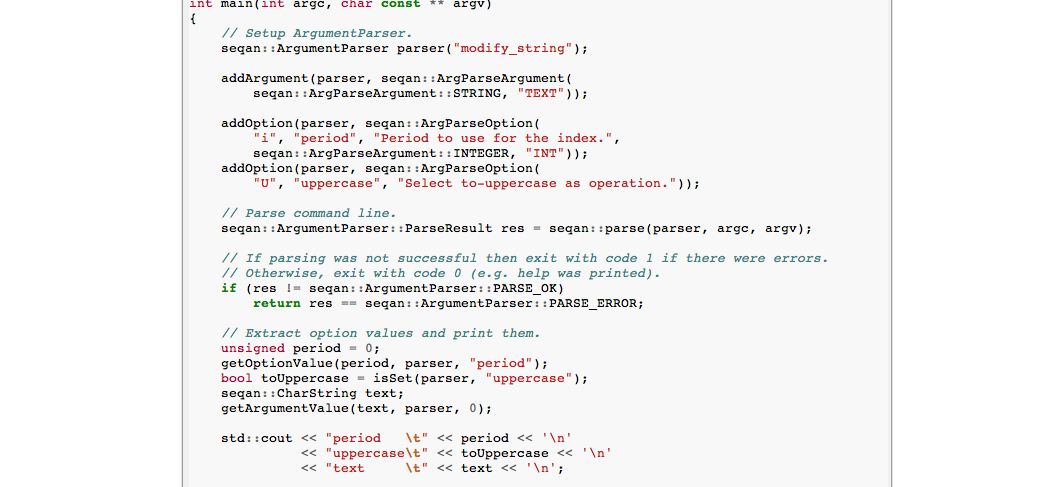 int main(int argc, char const ** argv)
{
    // Setup ArgumentParser.
    seqan::ArgumentParser parser("modify_string");

    addArgument(parser, seqan::ArgParseArgument(
        seqan::ArgParseArgument::STRING, "TEXT"));

    addOption(parser, seqan::ArgParseOption(
        "i", "period", "Period to use for the index.",
        seqan::ArgParseArgument::INTEGER, "INT"));
    addOption(parser, seqan::ArgParseOption(
        "U", "uppercase", "Select to-uppercase as operation."));

    // Parse command line.
    seqan::ArgumentParser::ParseResult res = seqan::parse(parser, argc, argv);

    // If parsing was not successful then exit with code 1 if there were errors.
    // Otherwise, exit with code 0 (e.g. help was printed).
    if (res != seqan::ArgumentParser::PARSE_OK)
        return res == seqan::ArgumentParser::PARSE_ERROR;

    // Extract option values and print them.
    unsigned period = 0;
    getOptionValue(period, parser, "period");
    bool toUppercase = isSet(parser, "uppercase");
    seqan::CharString text;
    getArgumentValue(text, parser, 0);

    std::cout << "period   \t" << period << '\n'
              << "uppercase\t" << toUppercase << '\n'
              << "text     \t" << text << '\n';